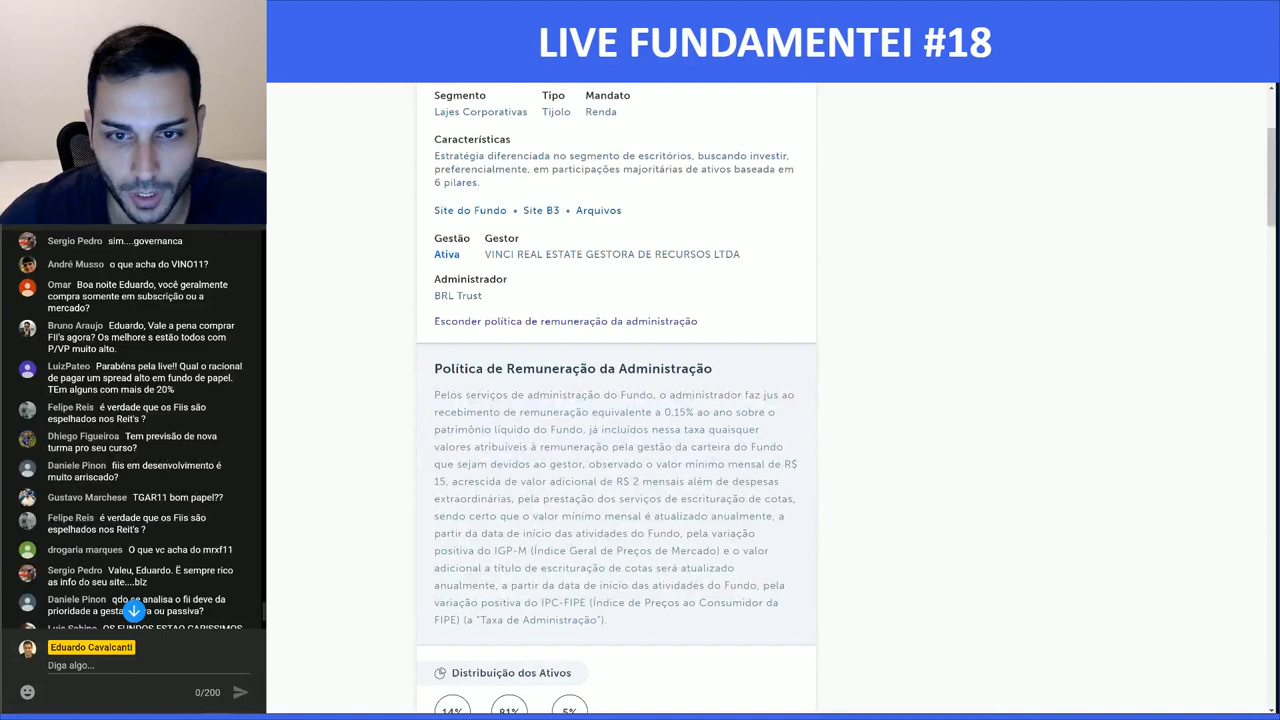 LIVE FUNDAMENTEI #18
Segmento Tipo Mandato
Lajes Corporativas Tijolo Renda
Características
Estratégia diferenciada no segmento de escritórios, buscando investir,
preferencialmente, em participações majoritárias de ativos baseada em
6 pilares.
Site do Fundo • Site B3 • Arquivos
Gestão Gestor
Ativa VINCI REAL ESTATE GESTORA DE RECURSOS LTDA
Administrador
BRL Trust
Esconder política de remuneração da administração
Política de Remuneração da Administração
Pelos serviços de administração do Fundo, o administrador faz jus ao
recebimento de remuneração equivalente a 0,15% ao ano sobre o
patrimônio líquido do Fundo, já incluídos nessa taxa quaisquer
valores atribuíveis à remuneração pela gestão da carteira do Fundo
que sejam devidos ao gestor, observado o valor mínimo mensal de R$
15, acrescida de valor adicional de R$ 2 mensais além de despesas
extraordinárias, pela prestação dos serviços de escrituração de cotas,
sendo certo que o valor mínimo mensal é atualizado anualmente, a
partir da data de início das atividades do Fundo, pela variação
positiva do IGP-M (Índice Geral de Preços de Mercado) e o valor
adicional a título de escrituração de cotas será atualizado
anualmente, a partir da data de início das atividades do Fundo, pela
variação positiva do IPC-FIPE (Índice de Preços ao Consumidor da
FIPE) (a "Taxa de Administração").
Distribuição dos Ativos
14% 81% 5%
Sergio Pedro sim....governanca
André Musso o que acha do VINO11?
Omar Boa noite Eduardo, você geralmente
compra somente em subscrição ou a
mercado?
Bruno Araujo Eduardo, Vale a pena comprar
FII's agora? Os melhore s estão todos com
P/VP muito alto.
LuizPateo Parabéns pela live!! Qual o racional
de pagar um spread alto em fundo de papel.
TEm alguns com mais de 20%
Felipe Reis é verdade que os Fiis são
espelhados nos Reit's ?
Dhiego Figueiroa Tem previsão de nova
turma pro seu curso?
Daniele Pinon fiis em desenvolvimento é
muito arriscado?
Gustavo Marchese TGAR11 bom papel??
Felipe Reis é verdade que os Fiis são
espelhados nos Reit's ?
drogaria marques O que vc acha do mrxf11
Sergio Pedro Valeu, Eduardo. Ë sempre rico
as info do seu site....blz
Daniele Pinon qdo se analisa o fii deve da
prioridade a ou passiva?
Luis Sabino OS FUNDOS ESTAO CARISSIMOS
Eduardo Cavalcanti
Diga algo...
0/200